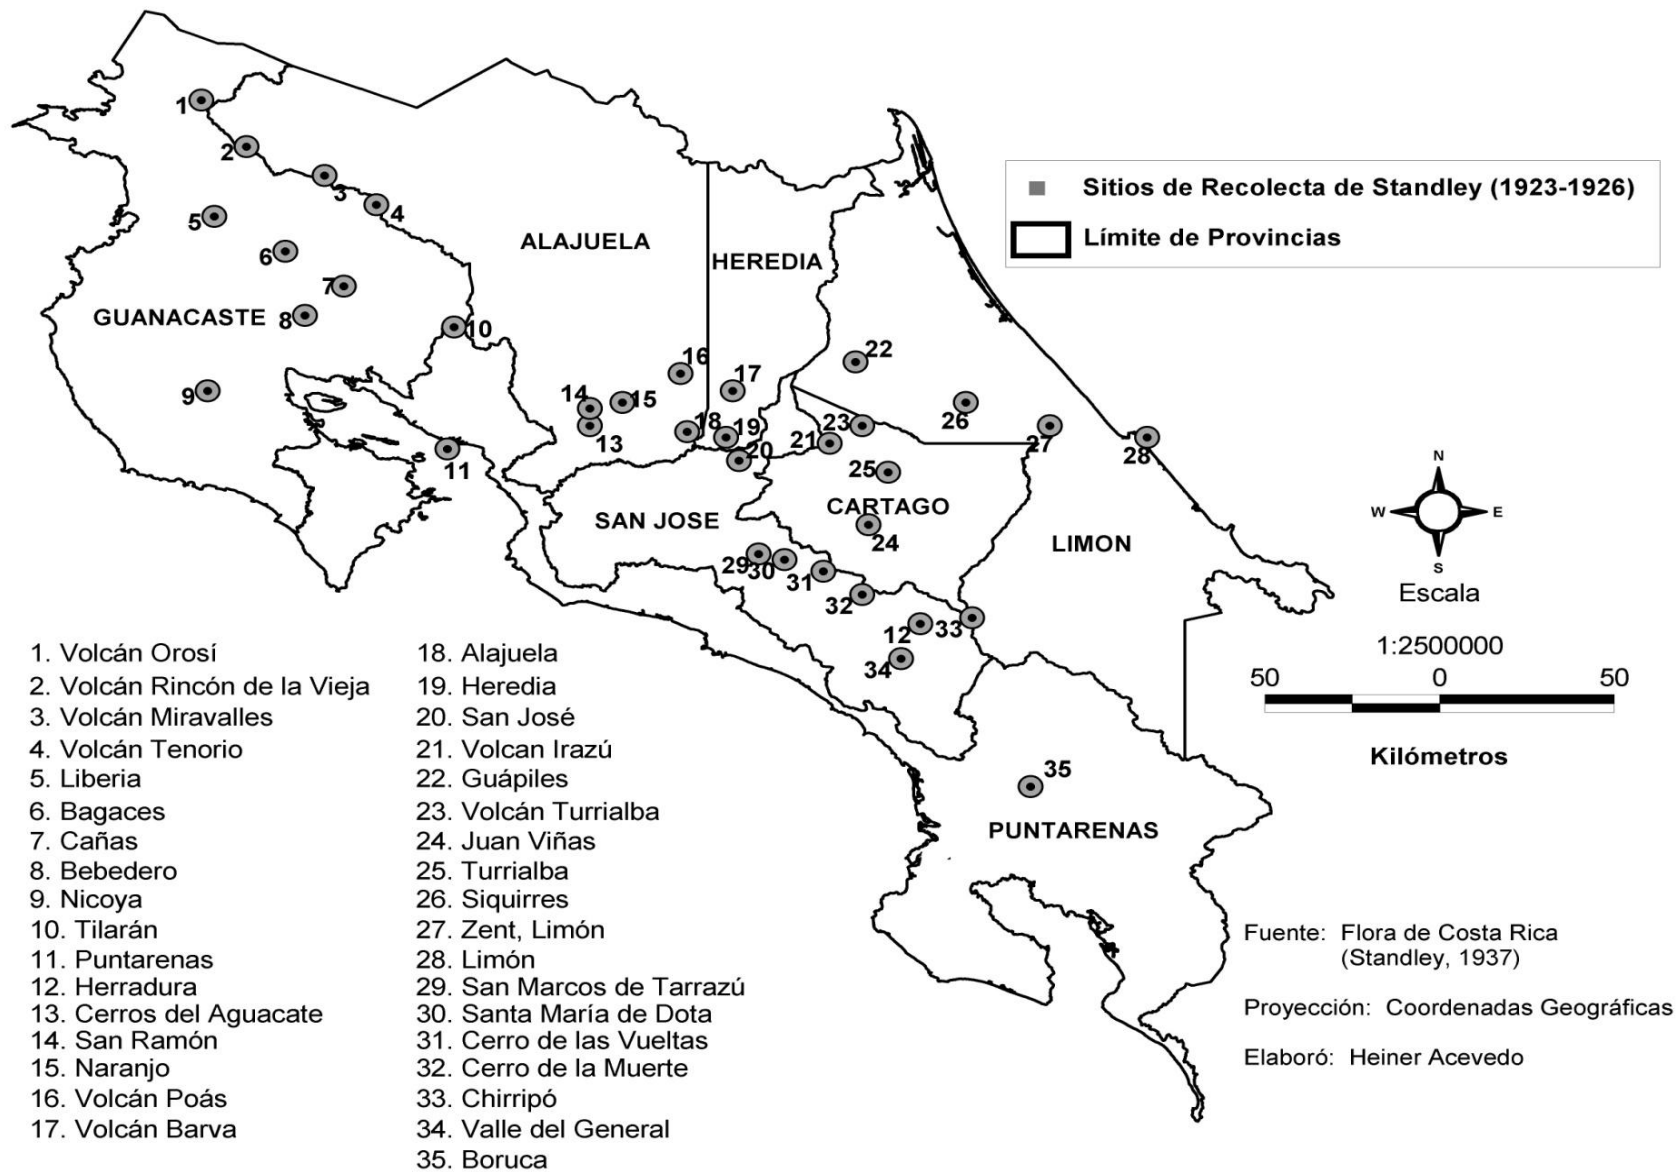 1
2
3
4
5
6
7
8
9
10
11
12
13
14
15
16
17
18
19
20
21
22
23
24
25
26
27
28
29
30
31
32
33
34
35
ALAJUELA
HEREDIA
GUANACASTE
SAN JOSE
CARTAGO
LIMON
PUNTARENAS
Sitios de Recolecta de Standley (1923-1926)
Límite de Provincias
N
W
E
S
Escala
1:2500000
50 0 50
Kilómetros
1. Volcán Orosí
2. Volcán Rincón de la Vieja
3. Volcán Miravalles
4. Volcán Tenorio
5. Liberia
6. Bagaces
7. Cañas
8. Bebedero
9. Nicoya
10. Tilarán
11. Puntarenas
12. Herradura
13. Cerros del Aguacate
14. San Ramón
15. Naranjo
16. Volcán Poás
17. Volcán Barva
18. Alajuela
19. Heredia
20. San José
21. Volcan Irazú
22. Guápiles
23. Volcán Turrialba
24. Juan Viñas
25. Turrialba
26. Siquirres
27. Zent, Limón
28. Limón
29. San Marcos de Tarrazú
30. Santa María de Dota
31. Cerro de las Vueltas
32. Cerro de la Muerte
33. Chirripó
34. Valle del General
35. Boruca
Fuente: Flora de Costa Rica
(Standley, 1937)
Proyección: Coordenadas Geográficas
Elaboró: Heiner Acevedo